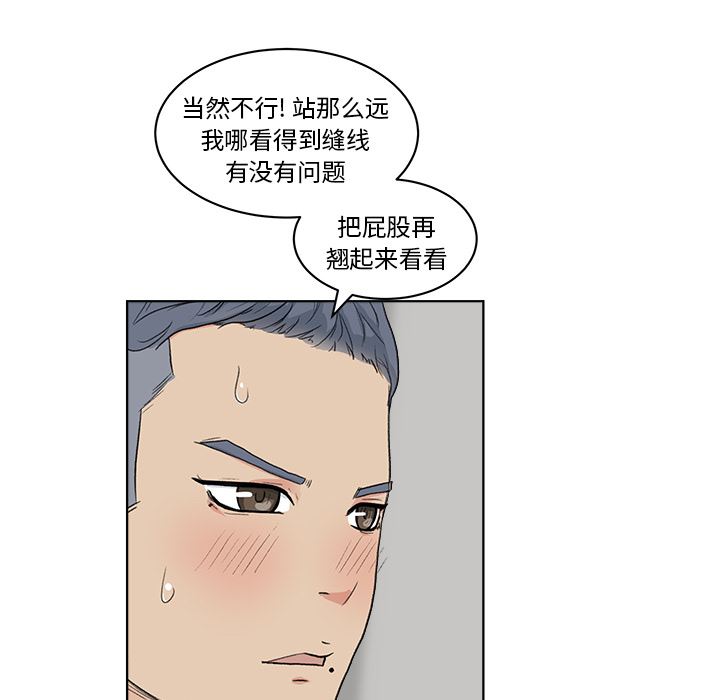 当然不行! 站那么远
我哪看得到缝线
有没有问题
把屁股再
翘起来看看